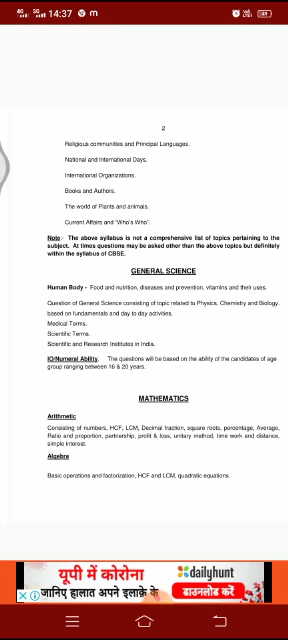 4G 3G 14:37 m
2
Religious communities and Principal Languages.
National and International Days.
International Organizations.
Books and Authors.
The world of Plants and animals.
Current Affairs and "Who's Who".
Note:- The above syllabus is not a comprehensive list of topics pertaining to the
subject. At times questions may be asked other than the above topics but definitely
within the syllabus of CBSE.
GENERAL SCIENCE
Human Body - Food and nutrition, diseases and prevention, vitamins and their uses.
Question of General Science consisting of topic related to Physics, Chemistry and Biology.
based on fundamentals and day to day activities.
Medical Terms.
Scientific Terms.
Scientific and Research Institutes in India.
IQ/Numeral Ability. The questions will be based on the ability of the candidates of age
group ranging between 16 & 20 years.
MATHEMATICS
Arithmetic
Consisting of numbers, HCF, LCM, Decimal fraction, square roots, percentage, Average,
Ratio and proportion, partnership, profit & loss, unitary method, time work and distance,
simple interest.
Algebra
Basic operations and factorization, HCF and LCM, quadratic equations.
यूपी में कोरोना
जानिए हालात अपने इलाक़े के
dailyhunt
डाउनलोड करें